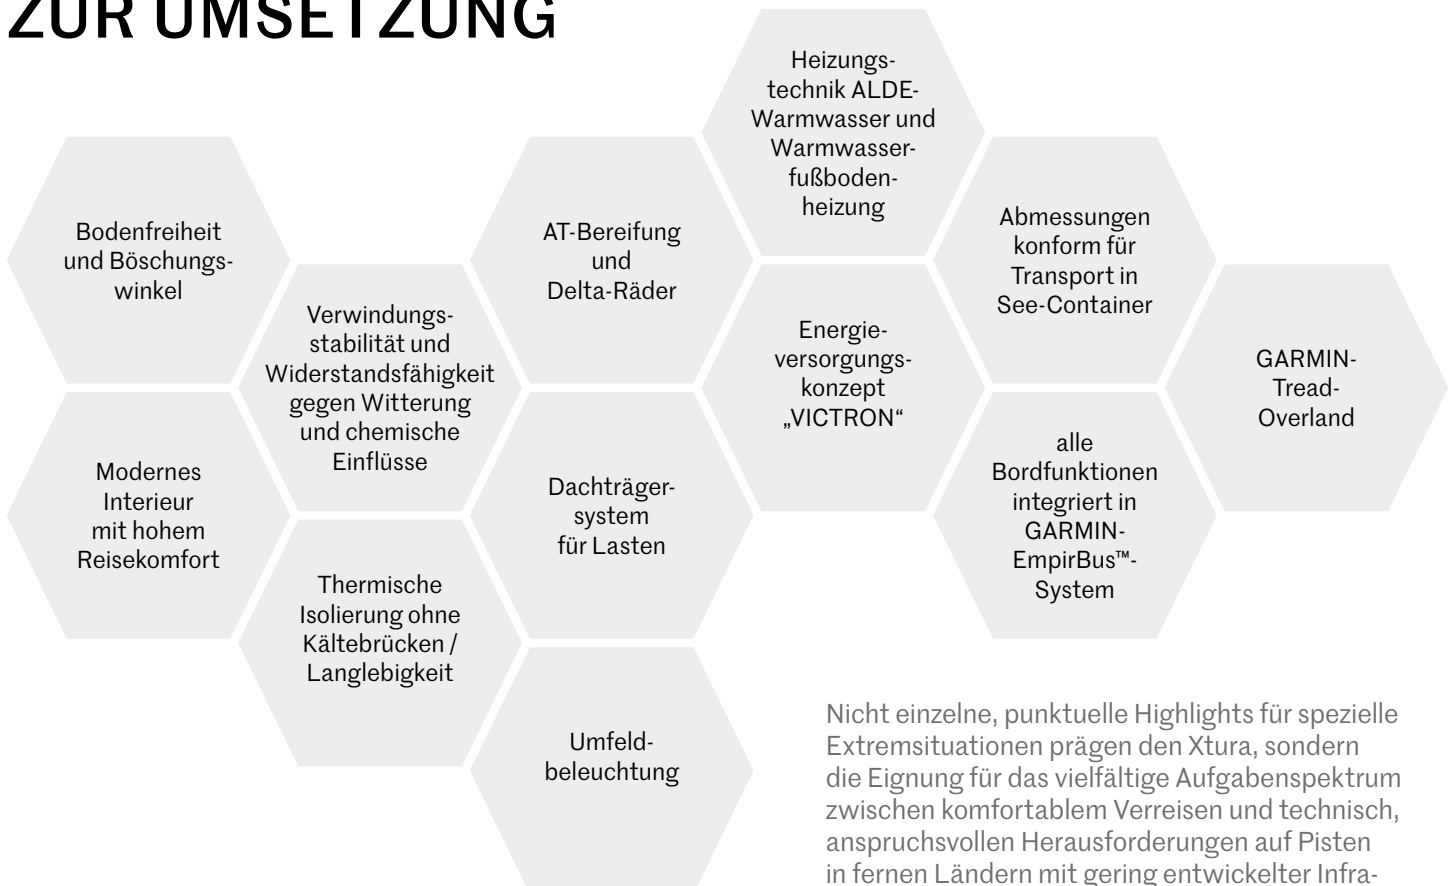 ZUR UMSETZUNG
Heizungs-
technik ALDE-
Warmwasser und
Warmwasser-
fußboden-
heizung
Bodenfreiheit
und Böschungs-
winkel
AT-Bereifung
und
Delta-Räder
Abmessungen
konform für
Transport in
See-Container
Verwindungs-
stabilität und
Widerstandsfähigkeit
gegen Witterung
und chemische
Einflüsse
Energie-
versorgungs-
konzept
„VICTRON“
GARMIN-
Tread-
Overland
Modernes
Interieur
mit hohem
Reisekomfort
Dachträger-
system
für Lasten
alle
Bordfunktionen
integriert in
GARMIN-
EmpirBus™-
System
Thermische
Isolierung ohne
Kältebrücken /
Langlebigkeit
Umfeld-
beleuchtung
Nicht einzelne, punktuelle Highlights für spezielle
Extremsituationen prägen den Xtura, sondern
die Eignung für das vielfältige Aufgabenspektrum
zwischen komfortablem Verreisen und technisch,
anspruchsvollen Herausforderungen auf Pisten
in fernen Ländern mit gering entwickelter Infra-